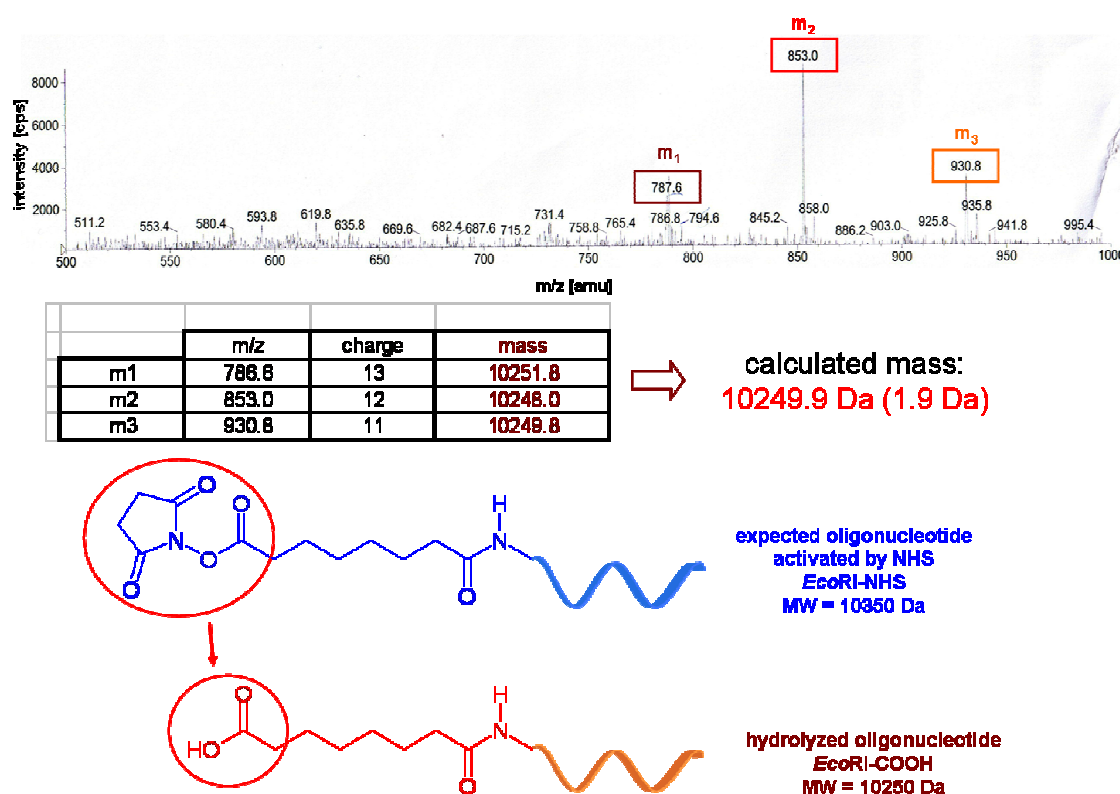 m2
853.0
m3
930.8
m1
787.6
intensity [cps]
8000
6000
4000
2000
511.2
553.4
580.4
593.8
619.8
635.8
669.6
682.4
687.6
715.2
731.4
758.8
765.4
786.8
794.6
845.2
858.0
886.2
903.0
925.8
935.8
941.8
995.4
500
550
600
650
700
750
800
850
900
950
1000
m/z [amu]
m/z charge mass
m1 786.6 13 10251.8
m2 853.0 12 10248.0
m3 930.8 11 10249.8
calculated mass:
10249.9 Da (1.9 Da)
O
O
N
O
O
H
N
O
expected oligonucleotide
activated by NHS
EcoRI-NHS
MW = 10350 Da
O
HO
H
N
O
hydrolyzed oligonucleotide
EcoRI-COOH
MW = 10250 Da